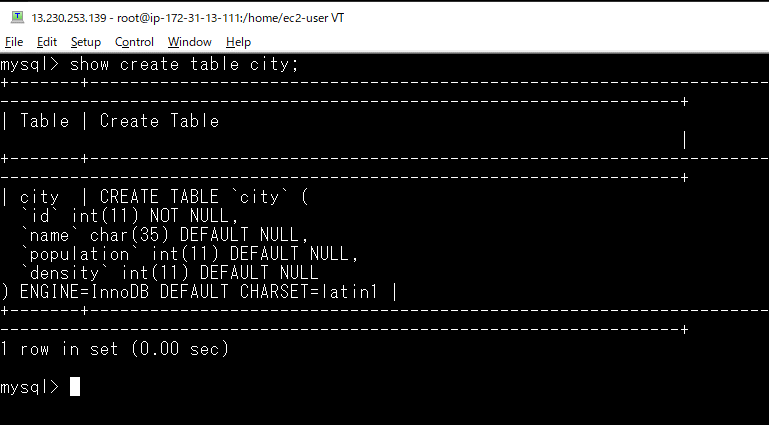 13.230.253.139 - root@ip-172-31-13-111:/home/ec2-user VT
File Edit Setup Control Window Help
mysql> show create table city;
+-------+--------------------------------------------------------------------
--------------------------------------------------------------------+
| Table | Create Table
|
+-------+--------------------------------------------------------------------
--------------------------------------------------------------------+
| city  | CREATE TABLE `city` (
  `id` int(11) NOT NULL,
  `name` char(35) DEFAULT NULL,
  `population` int(11) DEFAULT NULL,
  `density` int(11) DEFAULT NULL
) ENGINE=InnoDB DEFAULT CHARSET=latin1 |
+-------+--------------------------------------------------------------------
--------------------------------------------------------------------+
1 row in set (0.00 sec)
mysql>